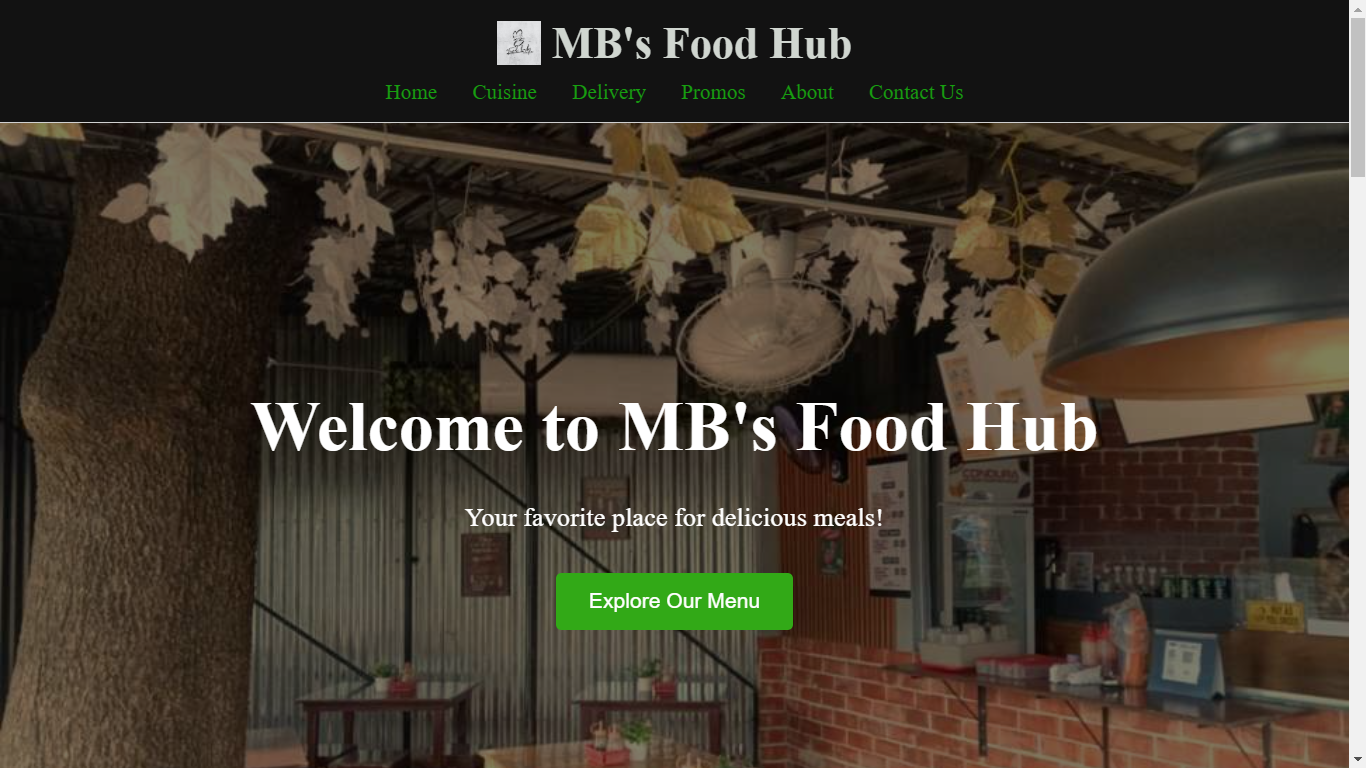 MB's Food Hub
Home Cuisine Delivery Promos About Contact Us
Welcome to MB's Food Hub
CONDURA
Your favorite place for delicious meals!
Explore Our Menu